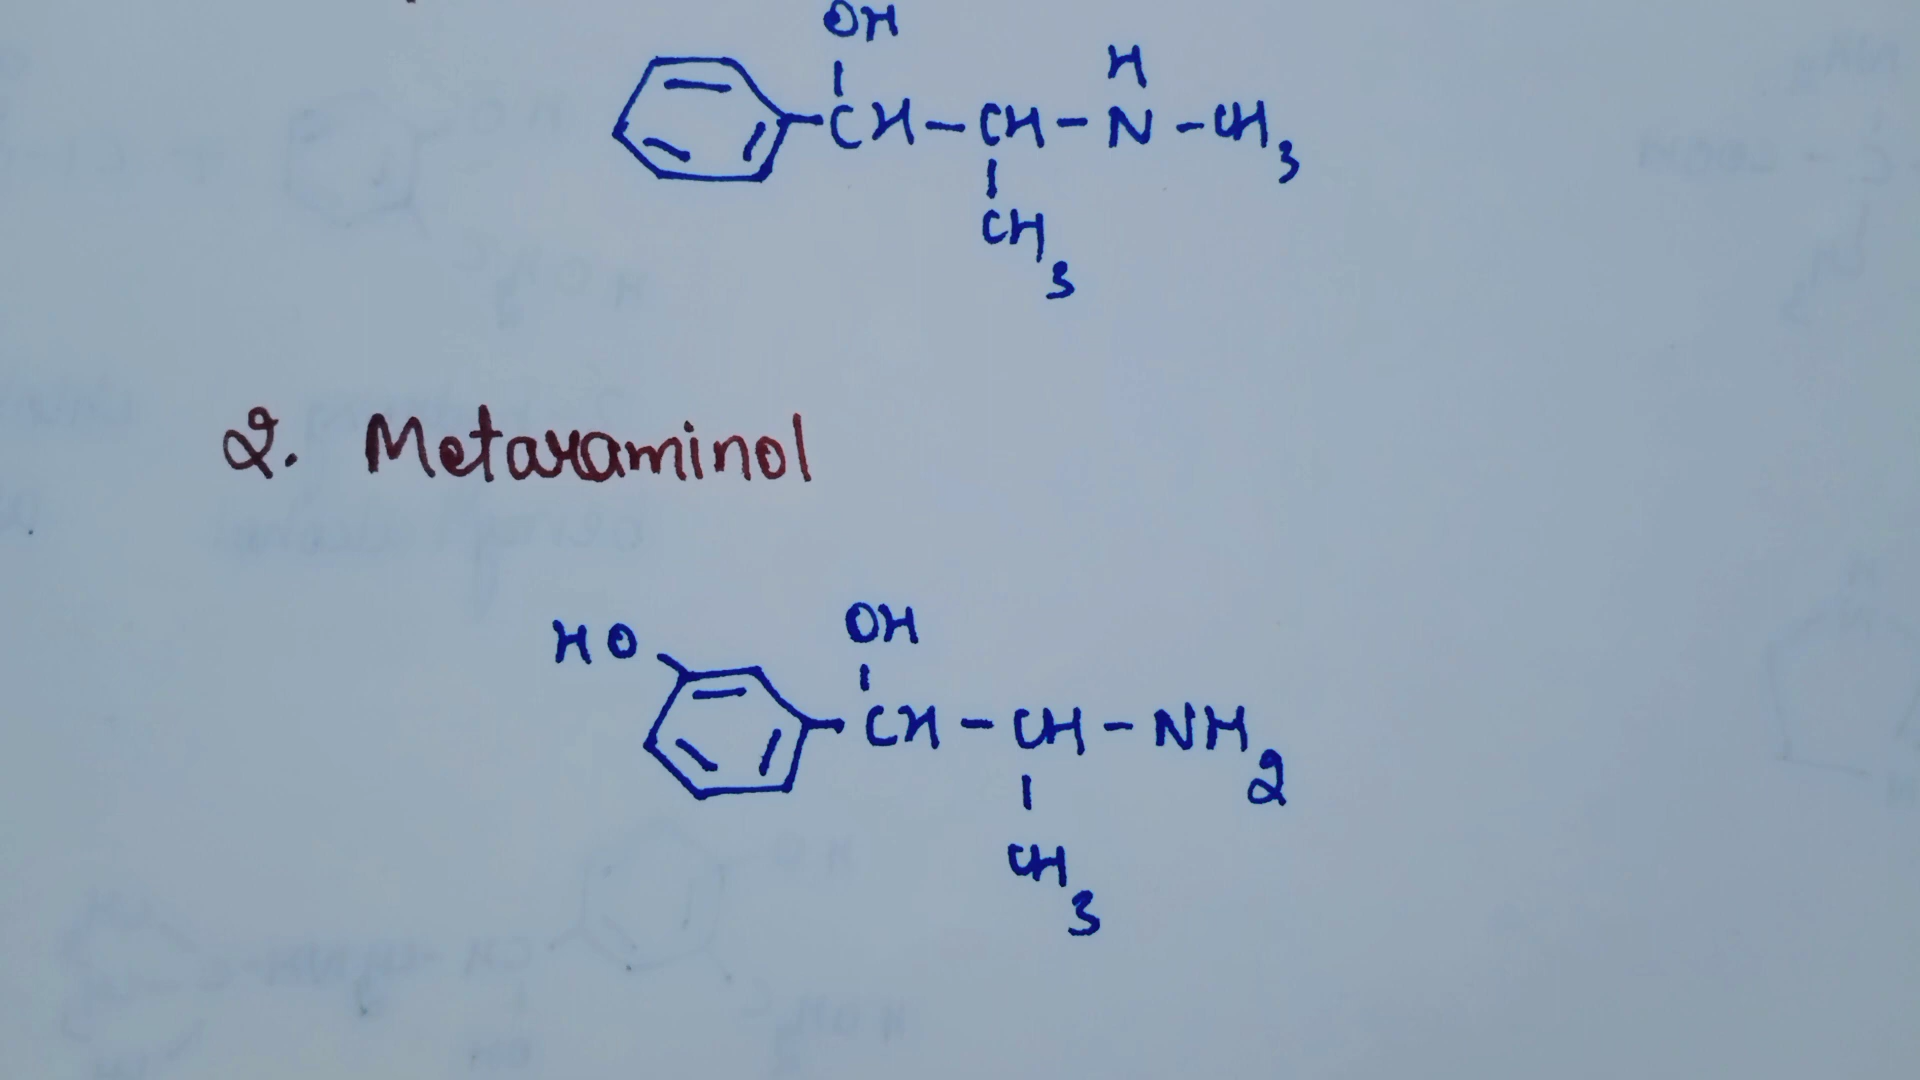 OH
H
CH - CH - N - CH3
CH3
2. Metaraminol
HO
OH
CH - CH - NH2
CH3